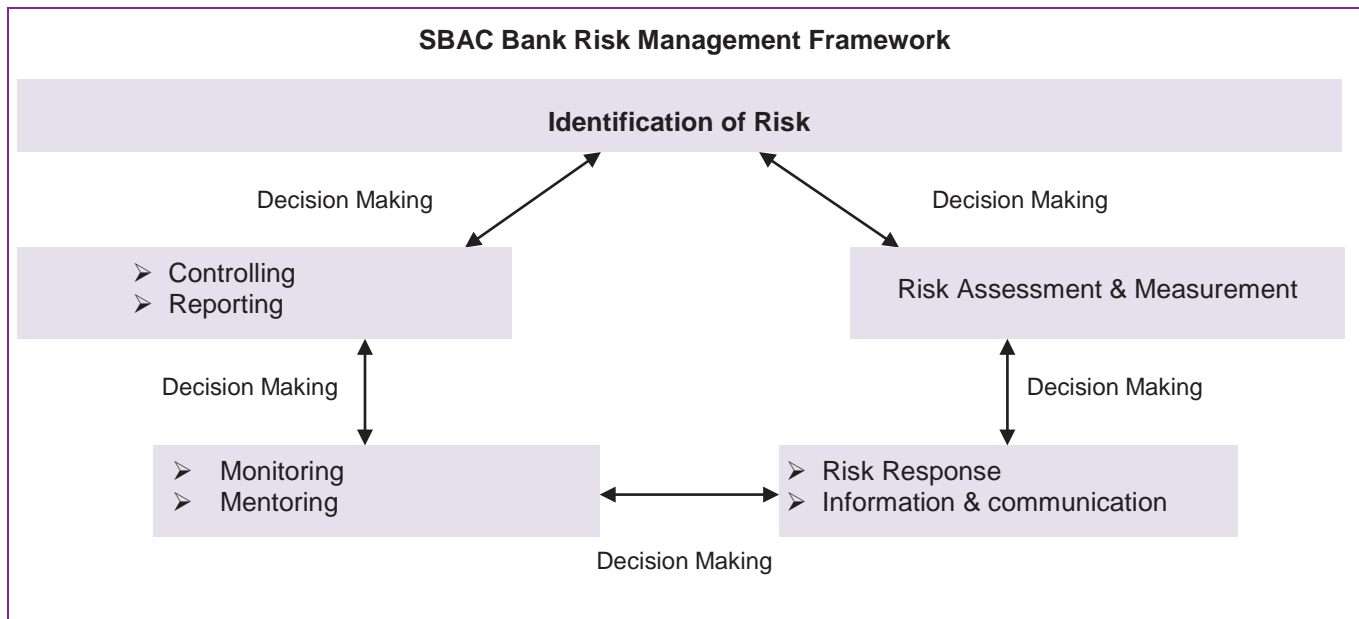 SBAC Bank Risk Management Framework
Identification of Risk
Decision Making
Decision Making
➢ Controlling
➢ Reporting
Risk Assessment & Measurement
Decision Making
Decision Making
➢ Monitoring
➢ Mentoring
➢ Risk Response
➢ Information & communication
Decision Making